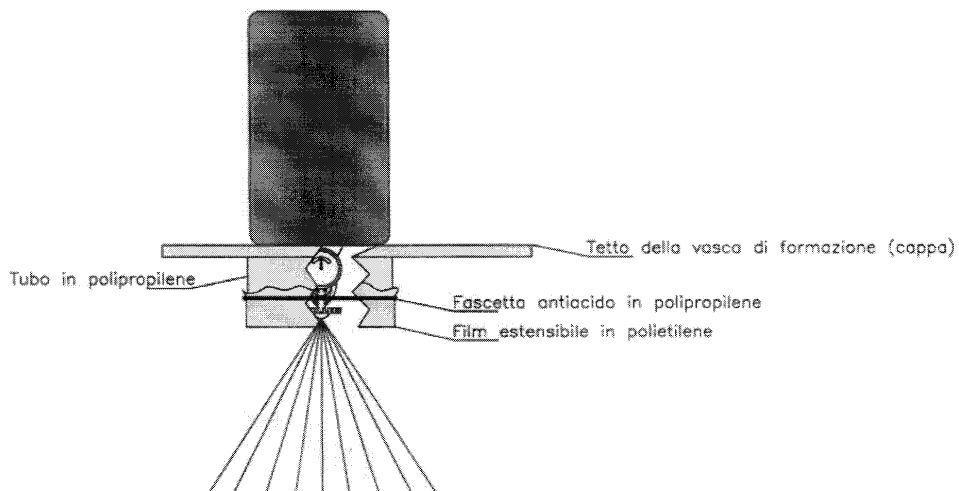 Tetto della vasca di formazione (cappa)
Tubo in polipropilene
Fascetta antiacido in polipropilene
Film estensibile in polietilene